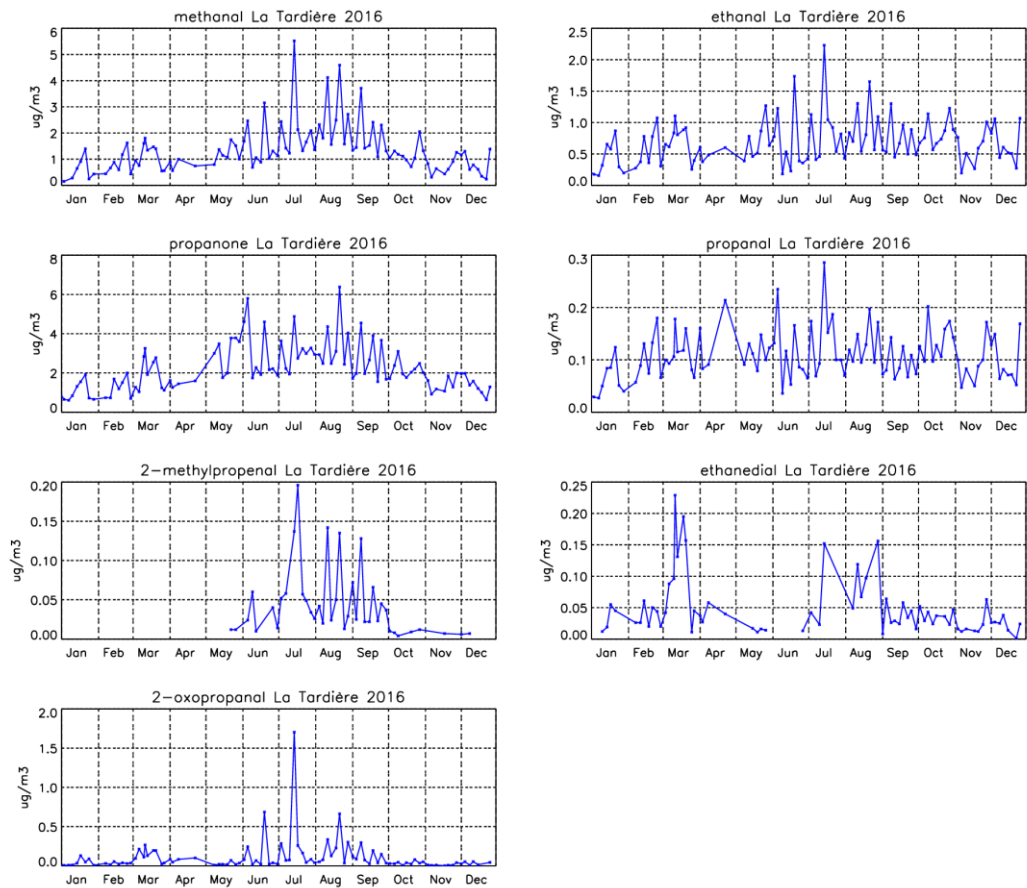 methanal La Tardière 2016
6
5
4
3
2
1
0
ug/m3
Jan Feb Mar Apr May Jun Jul Aug Sep Oct Nov Dec
ethanal La Tardière 2016
2.5
2.0
1.5
1.0
0.5
0.0
ug/m3
Jan Feb Mar Apr May Jun Jul Aug Sep Oct Nov Dec
propanone La Tardière 2016
8
6
4
2
0
ug/m3
Jan Feb Mar Apr May Jun Jul Aug Sep Oct Nov Dec
propanal La Tardière 2016
0.3
0.2
0.1
0.0
ug/m3
Jan Feb Mar Apr May Jun Jul Aug Sep Oct Nov Dec
2-methylpropenal La Tardière 2016
0.20
0.15
0.10
0.05
0.00
ug/m3
Jan Feb Mar Apr May Jun Jul Aug Sep Oct Nov Dec
ethanedial La Tardière 2016
0.25
0.20
0.15
0.10
0.05
0.00
ug/m3
Jan Feb Mar Apr May Jun Jul Aug Sep Oct Nov Dec
2-oxopropanal La Tardière 2016
2.0
1.5
1.0
0.5
0.0
ug/m3
Jan Feb Mar Apr May Jun Jul Aug Sep Oct Nov Dec